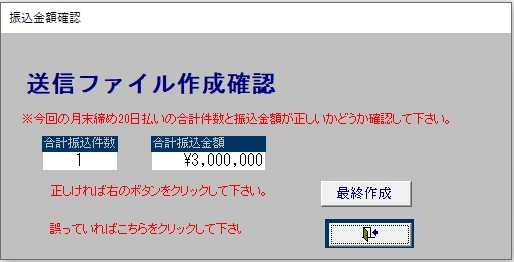 振込金額確認
送信ファイル作成確認
※今回の月末締め20日払いの合計件数と振込金額が正しいかどうか確認して下さい。
合計振込件数 合計振込金額
1 ¥3,000,000
正しければ右のボタンをクリックして下さい。 最終作成
誤っていればこちらをクリックして下さい